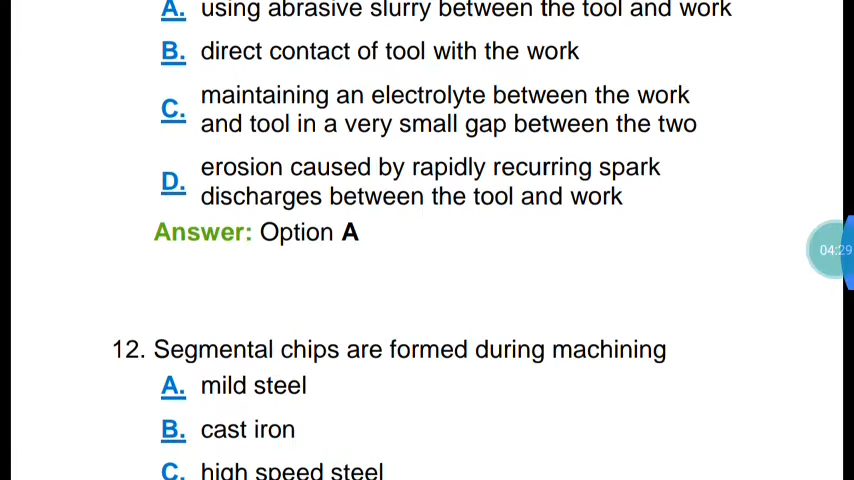 A. using abrasive slurry between the tool and work
B. direct contact of tool with the work
C. maintaining an electrolyte between the work
and tool in a very small gap between the two
D. erosion caused by rapidly recurring spark
discharges between the tool and work
Answer: Option A
04:29
12. Segmental chips are formed during machining
A. mild steel
B. cast iron
C. high speed steel